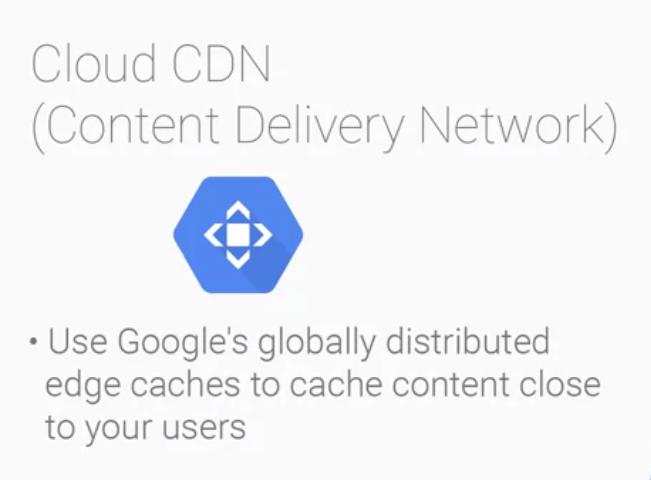 Cloud CDN
(Content Delivery Network)
• Use Google's globally distributed
edge caches to cache content close
to your users